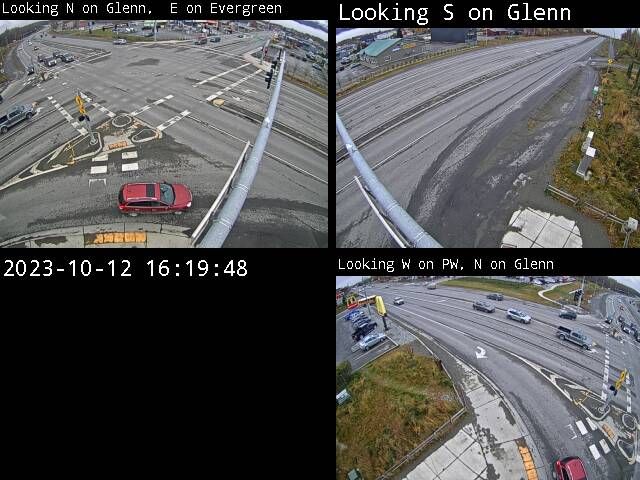 Looking N on Glenn,  E on Evergreen
Looking S on Glenn
2023-10-12 16:19:48
Looking W on PW, N on Glenn